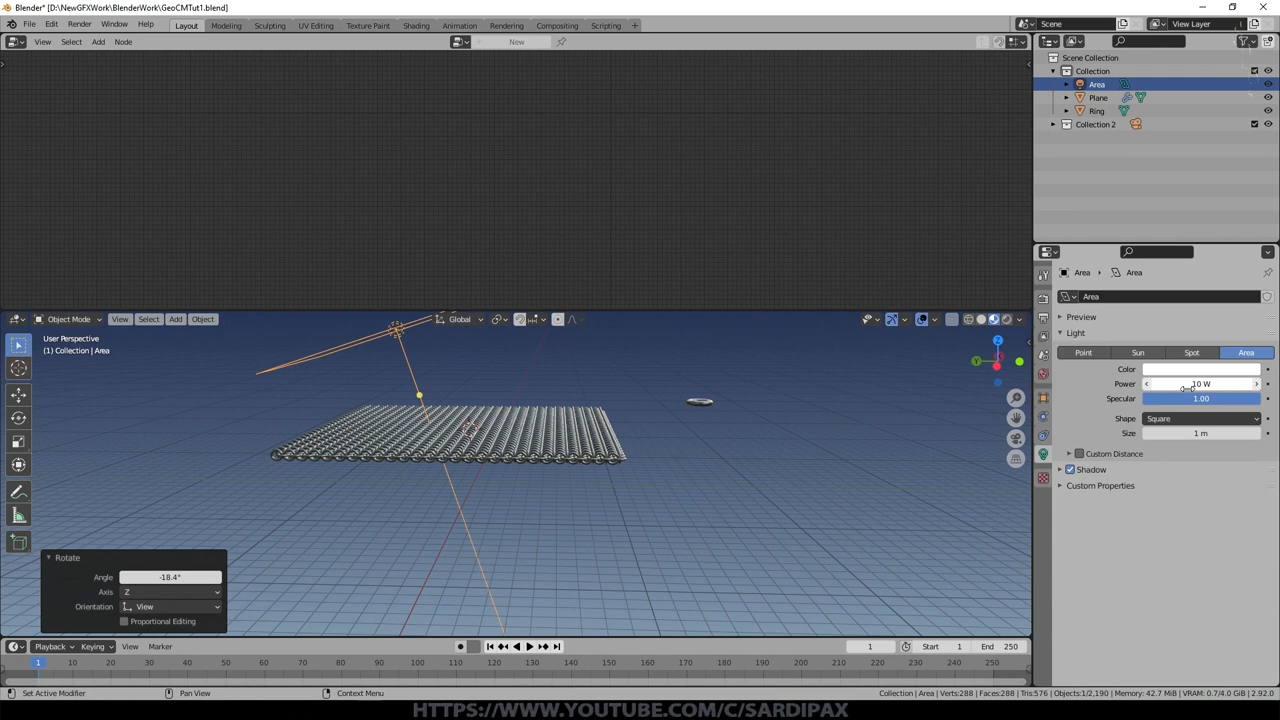 Blender* [D:\NewGFXWork\BlenderWork\GeoCMTut1.blend]
File Edit Render Window Help Layout Modeling Sculpting UV Editing Texture Paint Shading Animation Rendering Compositing Scripting + Scene View Layer
View Select Add Node New
Scene Collection
Collection
Area
Plane
Ring
Collection 2
Area Area
Area
Preview
Light
Point Sun Spot Area
Color
Power 10 W
Specular 1.00
Shape Square
Size 1 m
Custom Distance
Shadow
Custom Properties
Object Mode View Select Add Object Global
User Perspective
(1) Collection | Area
Z
Y
Rotate
Angle -18.4°
Axis Z
Orientation View
Proportional Editing
Playback Keying View Marker 1 Start 1 End 250
1 10 20 30 40 50 60 70 80 90 100 110 120 130 140 150 160 170 180 190 200 210 220 230 240 250
Set Active Modifier Pan View Context Menu Collection | Area | Verts:288 | Faces:288 | Tris:576 | Objects:1/2,190 | Memory: 42.7 MiB | VRAM: 0.7/4.0 GiB | 2.92.0
HTTPS://WWW.YOUTUBE.COM/C/SARDIPAX